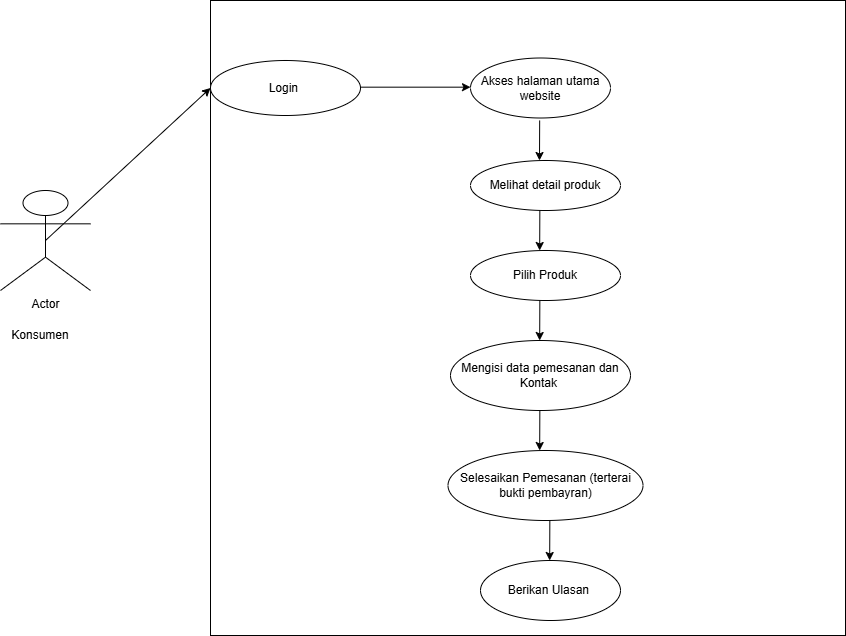 Login
Akses halaman utama
website
Melihat detail produk
Pilih Produk
Mengisi data pemesanan dan
Kontak
Selesaikan Pemesanan (terterai
bukti pembayran)
Berikan Ulasan
Actor
Konsumen